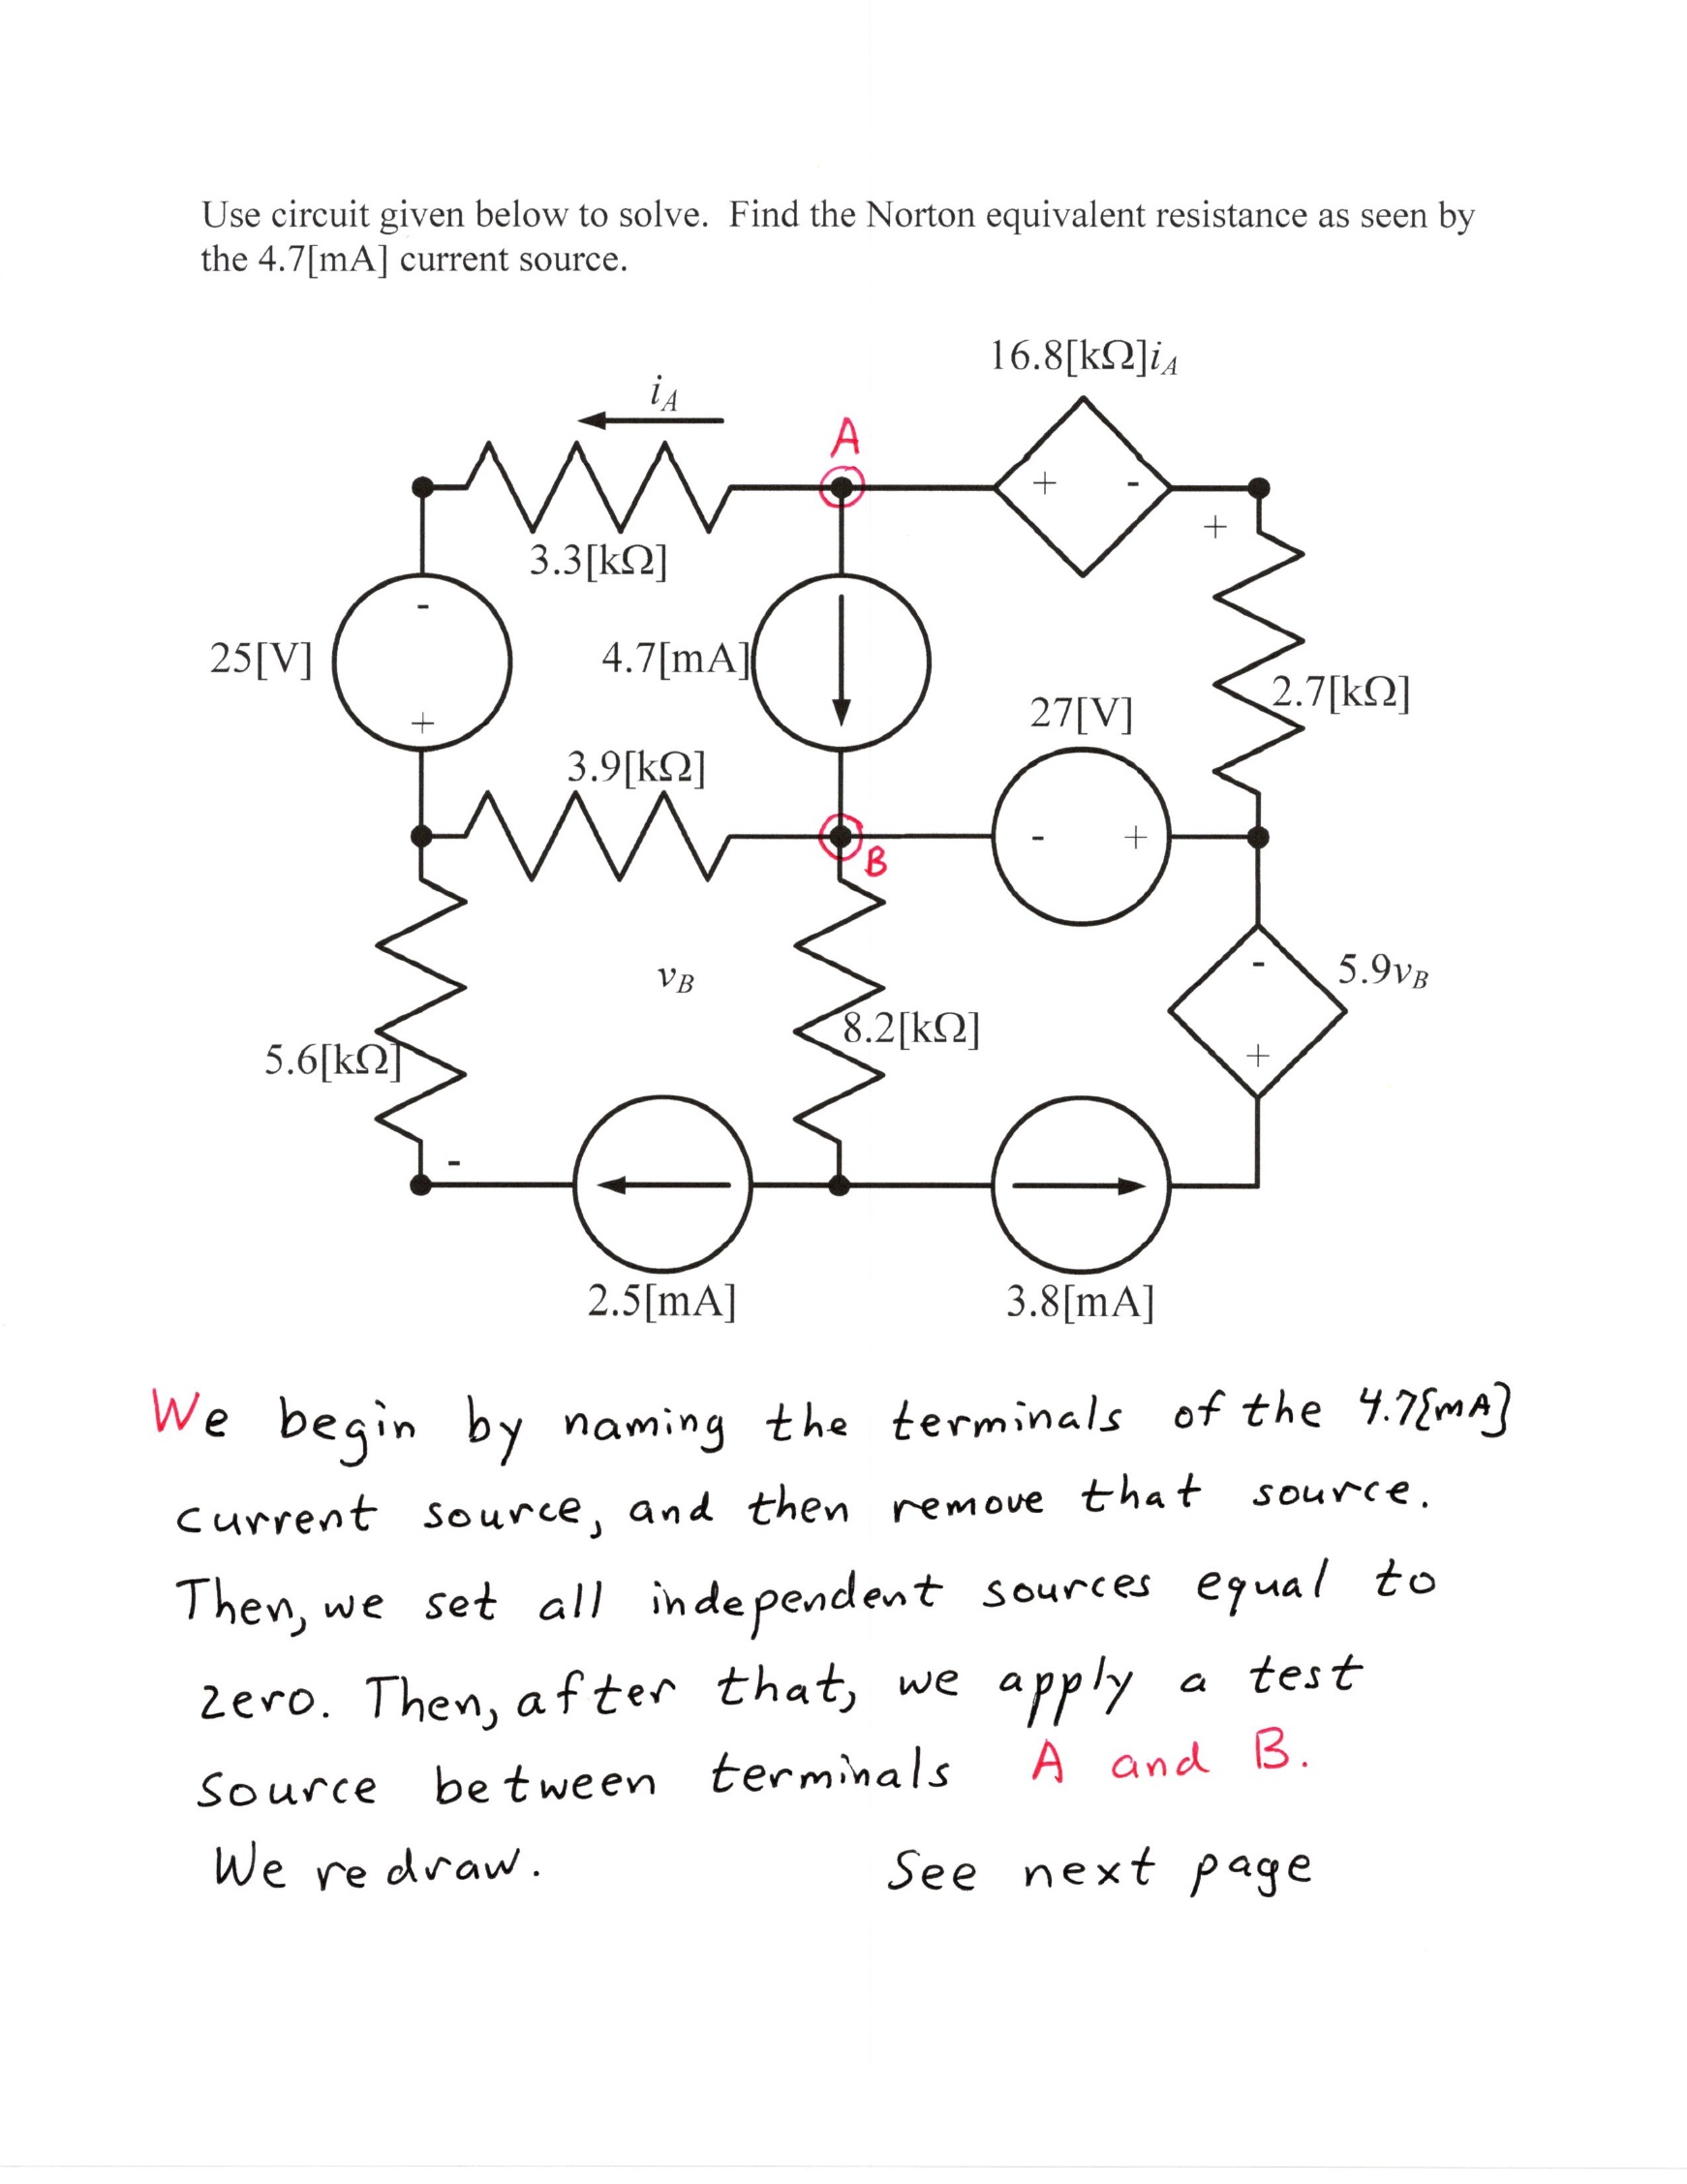 Use circuit given below to solve. Find the Norton equivalent resistance as seen by
the 4.7[mA] current source.
16.8[kΩ]iA
iA
A
+ -
+
3.3[kΩ]
-
25[V]
4.7[mA]
2.7[kΩ]
27[V]
+
3.9[kΩ]
- +
B
-
5.9vB
vB
8.2[kΩ]
5.6[kΩ]
+
-
2.5[mA]
3.8[mA]
We begin by naming the terminals of the 4.7[mA]
current source, and then remove that source.
Then, we set all independent sources equal to
zero. Then, after that, we apply a test
source between terminals A and B.
We redraw. See next page